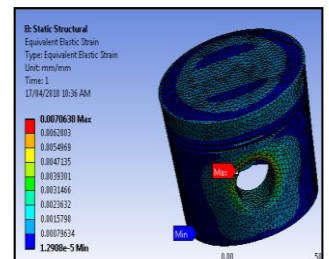 B: Static Structural
Equivalent Elastic Strain
Type: Equivalent Elastic Strain
Unit: mm/mm
Time: 1
17/04/2018 10:36 AM
0.0070638 Max
0.0062803
0.0054969
0.0047135
0.0039301
0.0031466
0.0023632
0.0015798
0.00079634
1.2908e-5 Min
Max
Min
0.00